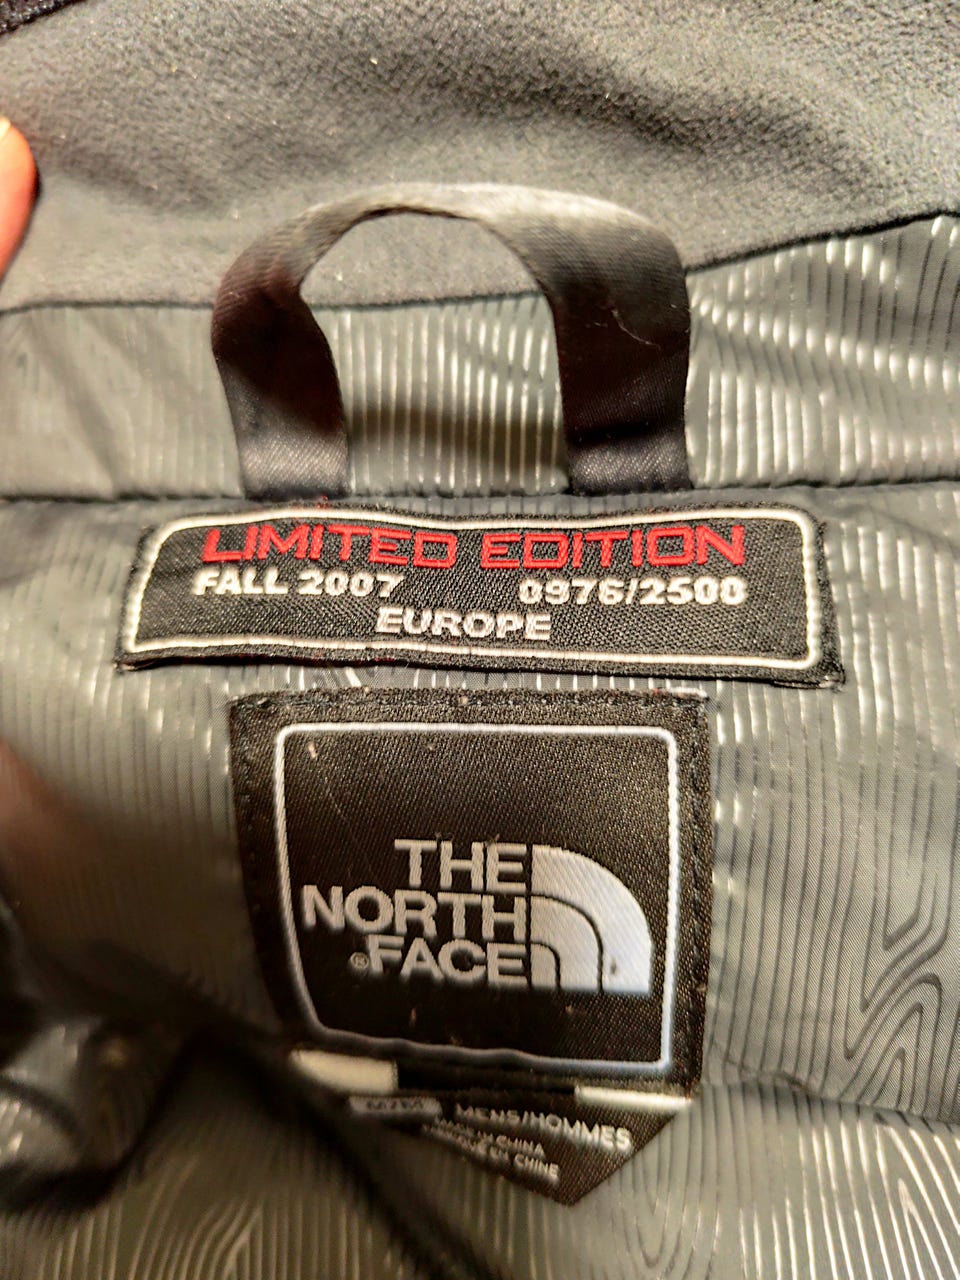 LIMITED EDITION
FALL 2007 0976/2500
EUROPE
THE
NORTH
®FACE
M/M MENS/HOMMES
MADE IN CHINA
FABRIQUÉ EN CHINE